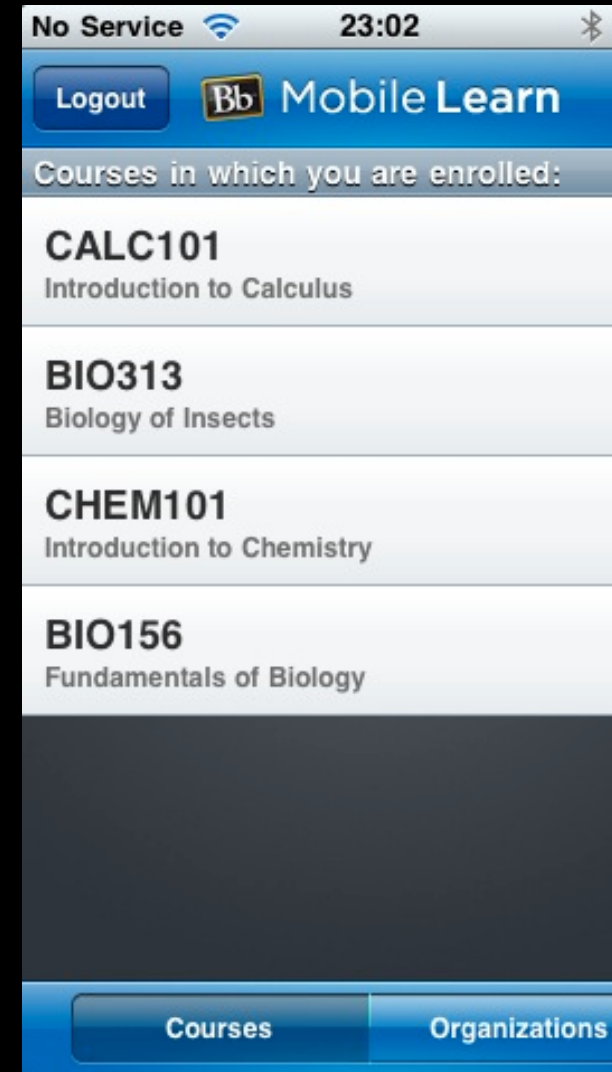 No Service 23:02
Logout Bb Mobile Learn
Courses in which you are enrolled:
CALC101
Introduction to Calculus
BIO313
Biology of Insects
CHEM101
Introduction to Chemistry
BIO156
Fundamentals of Biology
Courses Organizations